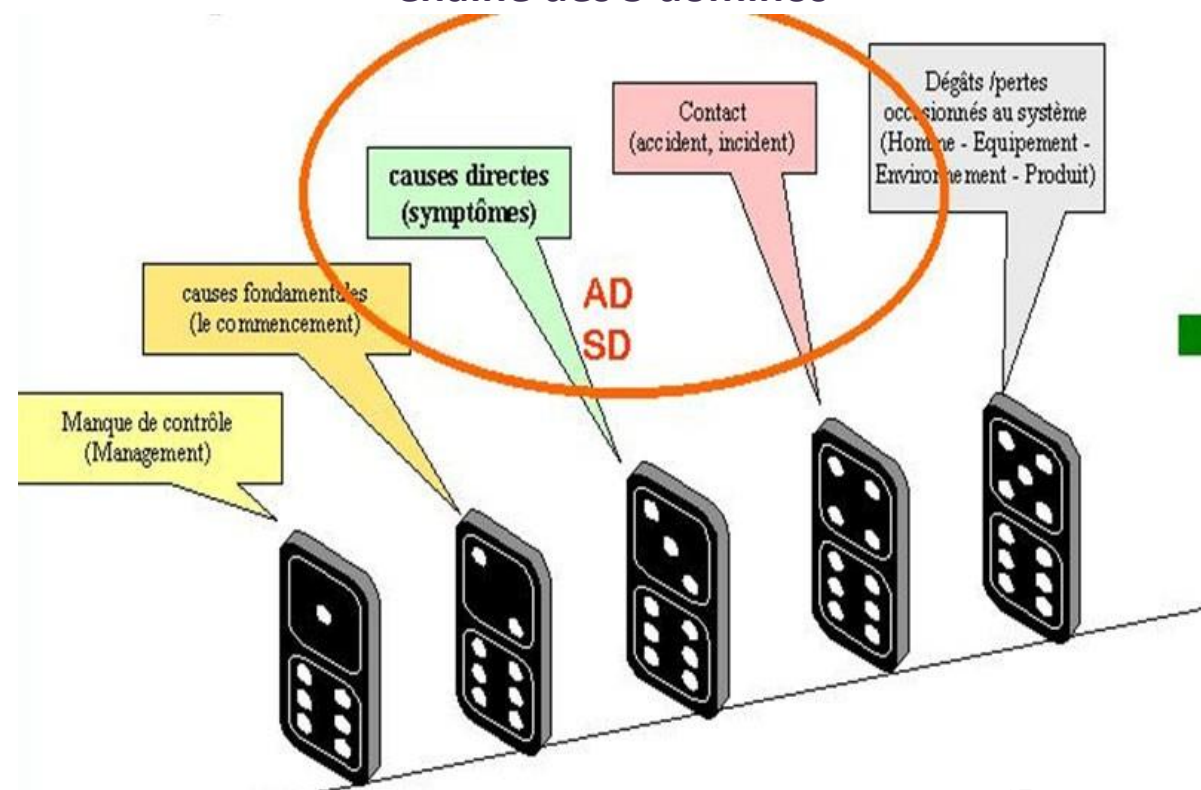 Manque de contrôle
(Management)
causes fondamentales
(le commencement)
causes directes
(symptômes)
AD
SD
Contact
(accident, incident)
Dégâts /pertes
occasionnés au système
(Homme - Equipement -
Environnement - Produit)